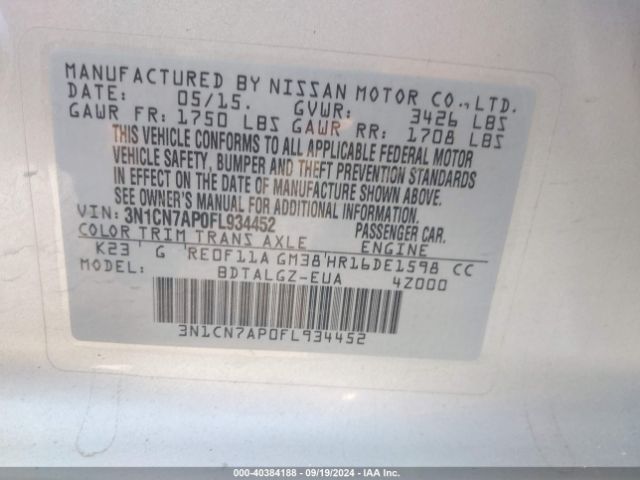 MANUFACTURED BY NISSAN MOTOR CO.,LTD.
DATE: 05/15. GVWR: 3426 LBS
GAWR FR: 1750 LBS GAWR RR: 1708 LBS
THIS VEHICLE CONFORMS TO ALL APPLICABLE FEDERAL MOTOR
VEHICLE SAFETY, BUMPER AND THEFT PREVENTION STANDARDS
IN EFFECT ON THE DATE OF MANUFACTURE SHOWN ABOVE.
SEE OWNER'S MANUAL FOR ADDITIONAL INFORMATION.
VIN: 3N1CN7AP0FL934452 PASSENGER CAR.
COLOR TRIM TRANS AXLE ENGINE
K23 G RE0F11A GM38 HR16DE1598 CC
MODEL: BDTALGZ-EUA 4Z000
3N1CN7AP0FL934452
000-40384188 - 09/19/2024 - IAA Inc.